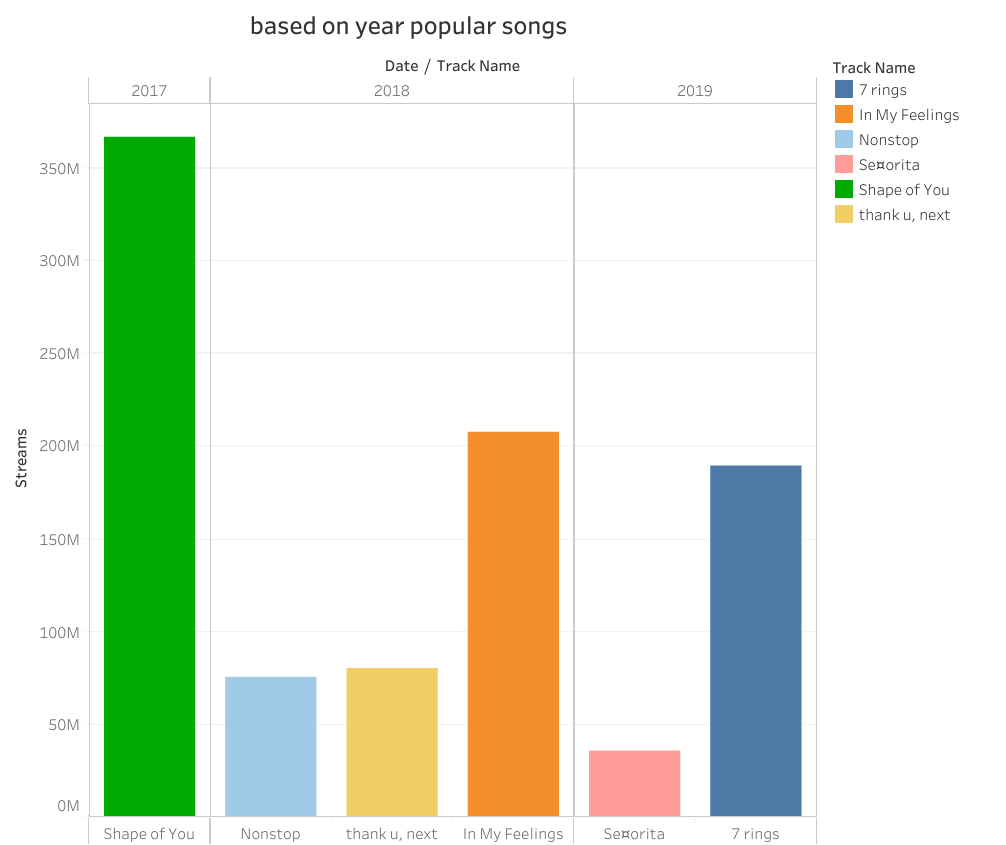 based on year popular songs
Date / Track Name
2017 2018 2019
350M
300M
250M
200M
150M
100M
50M
0M
Streams
Shape of You Nonstop thank u, next In My Feelings Se¤orita 7 rings
Track Name
7 rings
In My Feelings
Nonstop
Se¤orita
Shape of You
thank u, next